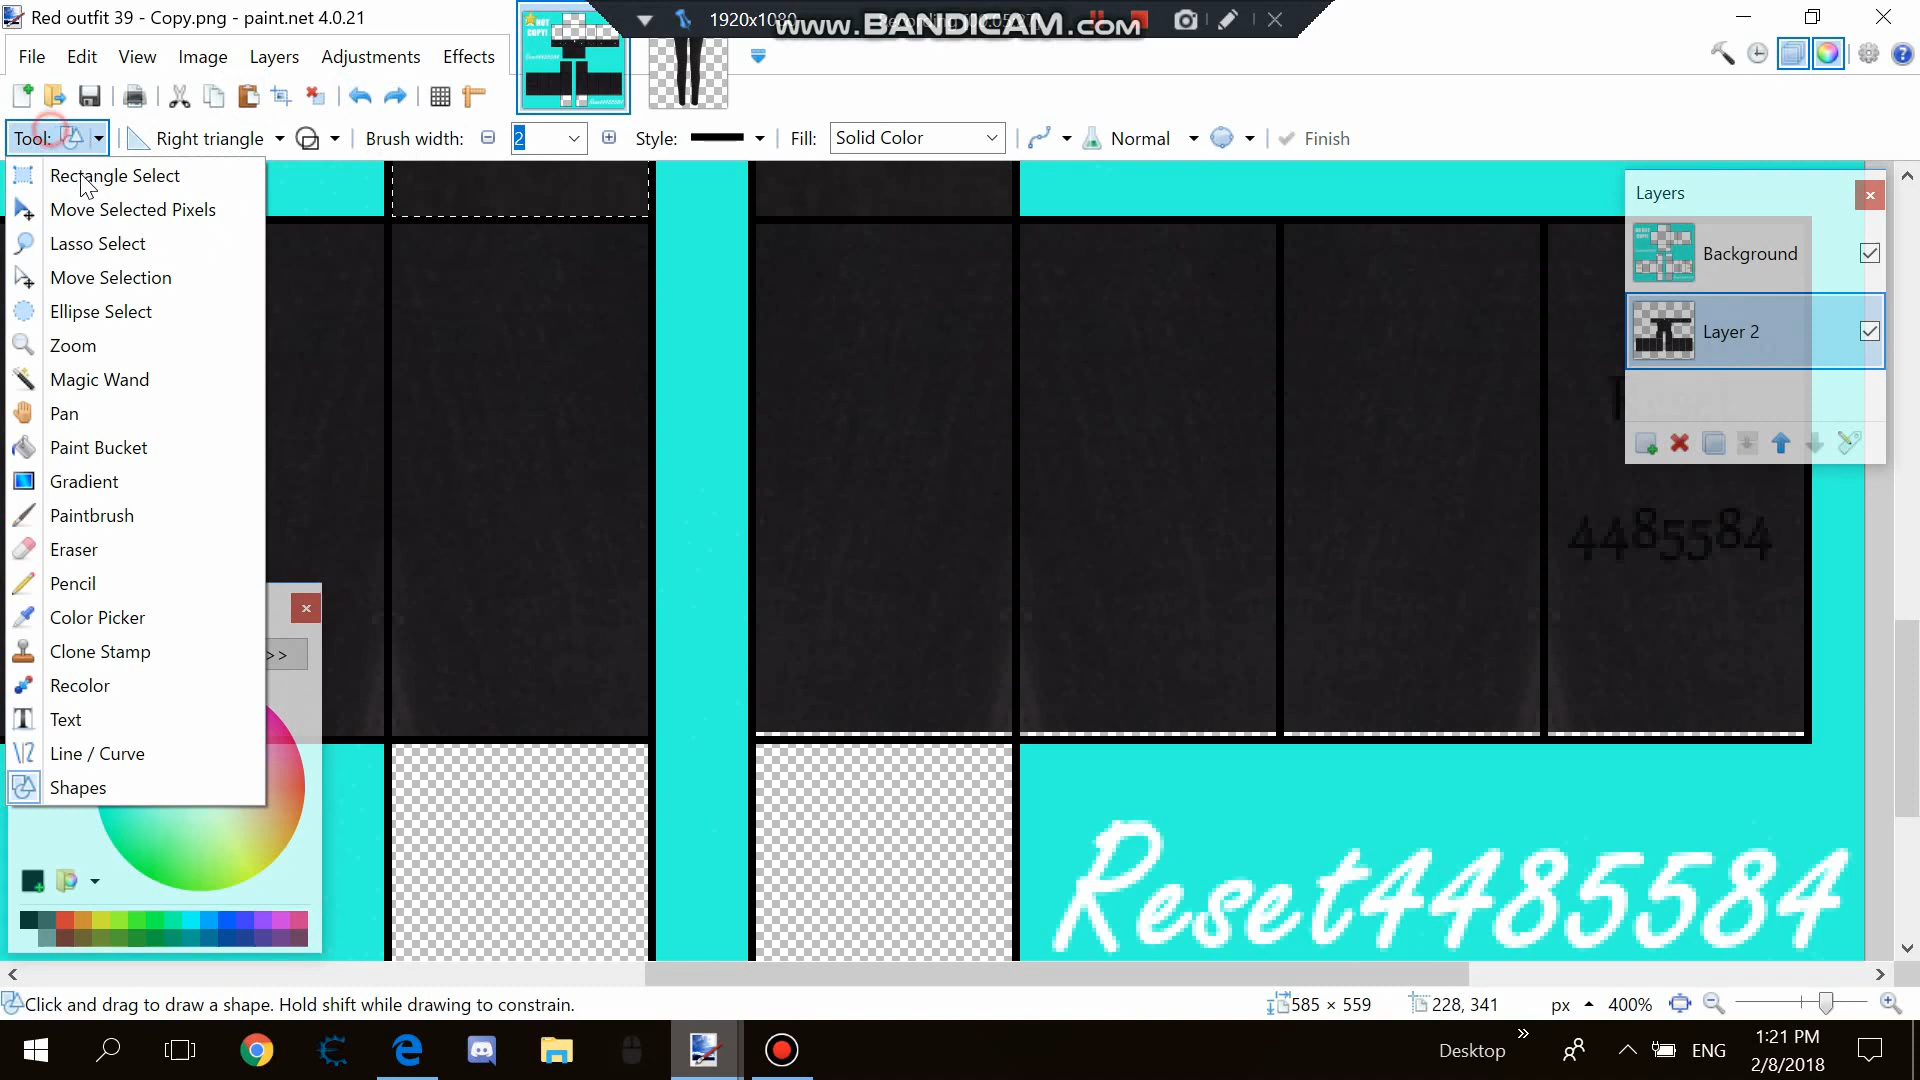 Red outfit 39 - Copy.png - paint.net 4.0.21
1920x1080
www.BANDICAM.com
File Edit View Image Layers Adjustments Effects
Tool: Right triangle Brush width: 2 Style: Fill: Solid Color Normal Finish
Rectangle Select
Move Selected Pixels
Lasso Select
Move Selection
Ellipse Select
Zoom
Magic Wand
Pan
Paint Bucket
Gradient
Paintbrush
Eraser
Pencil
Color Picker
Clone Stamp
Recolor
Text
Line / Curve
Shapes
>>
Layers
Background
Layer 2
4485584
Reset4485584
Click and drag to draw a shape. Hold shift while drawing to constrain.
585 × 559
228, 341
px
400%
Desktop
ENG
1:21 PM
2/8/2018